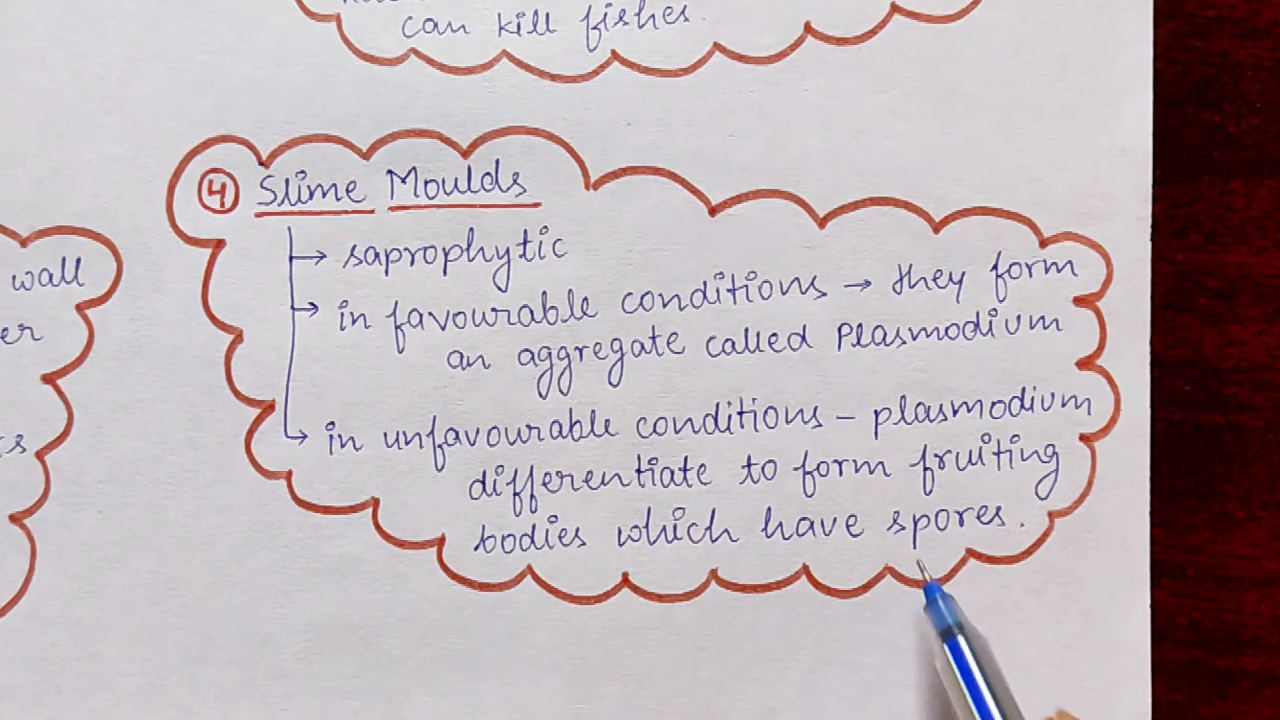 can kill fishes.
④ Slime Moulds
→ saprophytic
→ in favourable conditions → they form
an aggregate called Plasmodium
→ in unfavourable conditions – plasmodium
differentiate to form fruiting
bodies which have spores.
wall
er
s